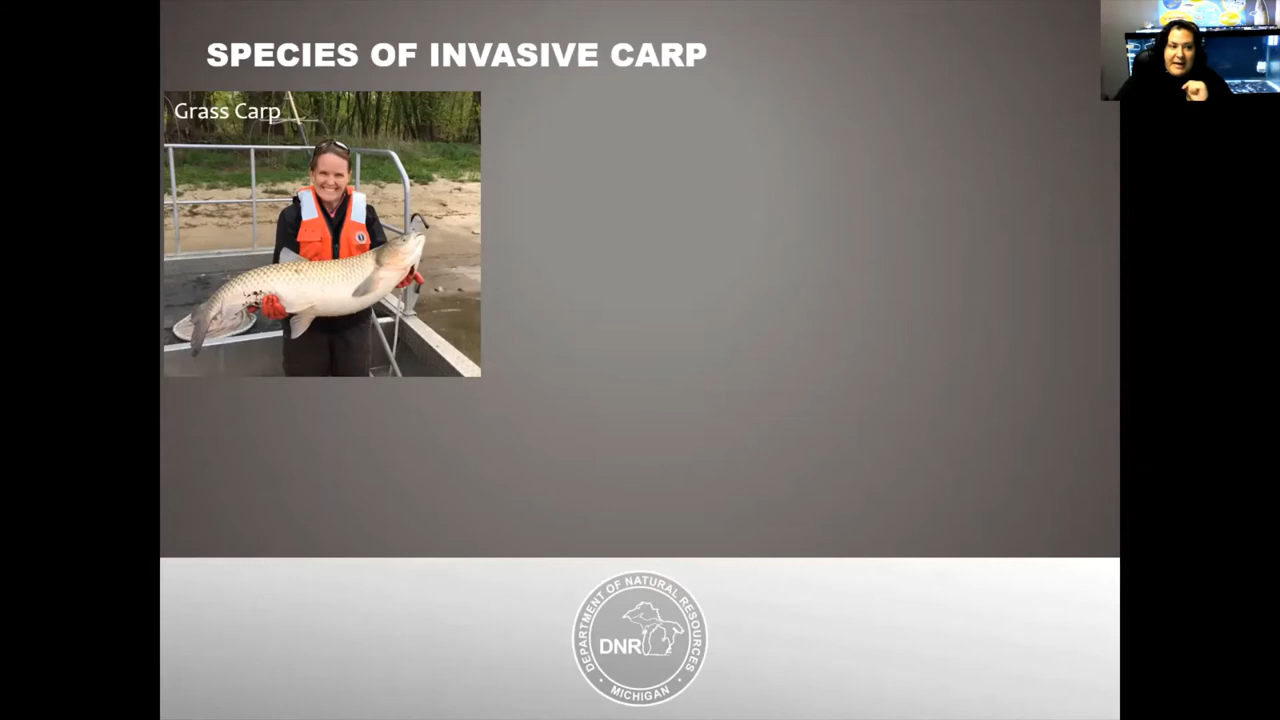 SPECIES OF INVASIVE CARP
Grass Carp
DEPARTMENT OF NATURAL RESOURCES
DNR
MICHIGAN